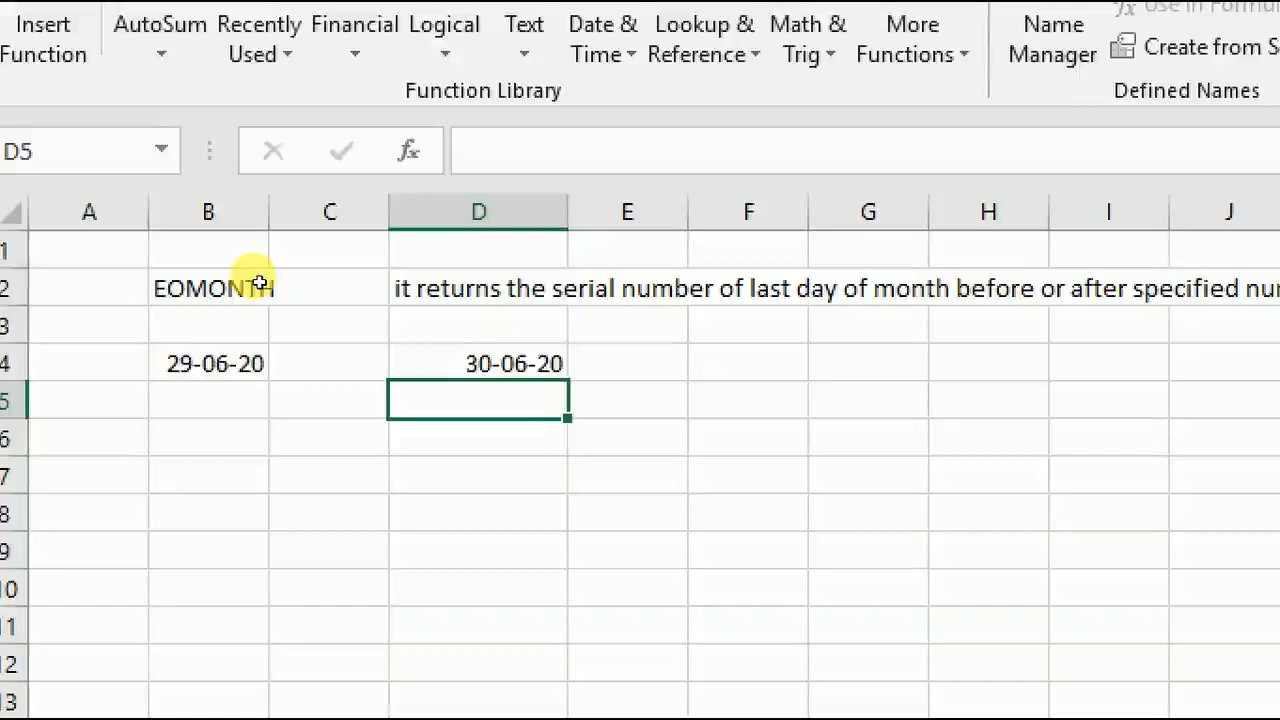 Insert Function
AutoSum
Recently Used
Financial
Logical
Text
Date & Time
Lookup & Reference
Math & Trig
More Functions
Function Library
Name Manager
Create from S
Defined Names
D5
fx
A B C D E F G H I J
1
2 EOMONTH it returns the serial number of last day of month before or after specified nu
3
4 29-06-20 30-06-20
5
6
7
8
9
10
11
12
13